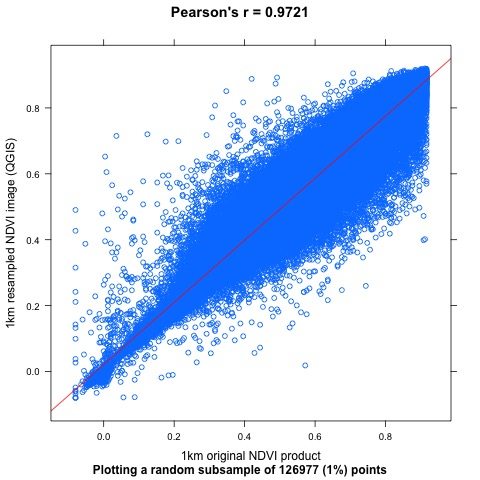 Pearson's r = 0.9721
1km resampled NDVI image (QGIS)
0.8
0.6
0.4
0.2
0.0
0.0 0.2 0.4 0.6 0.8
1km original NDVI product
Plotting a random subsample of 126977 (1%) points